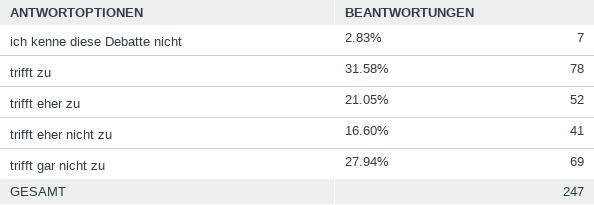 ANTWORTOPTIONEN BEANTWORTUNGEN
ich kenne diese Debatte nicht 2.83% 7
trifft zu 31.58% 78
trifft eher zu 21.05% 52
trifft eher nicht zu 16.60% 41
trifft gar nicht zu 27.94% 69
GESAMT 247